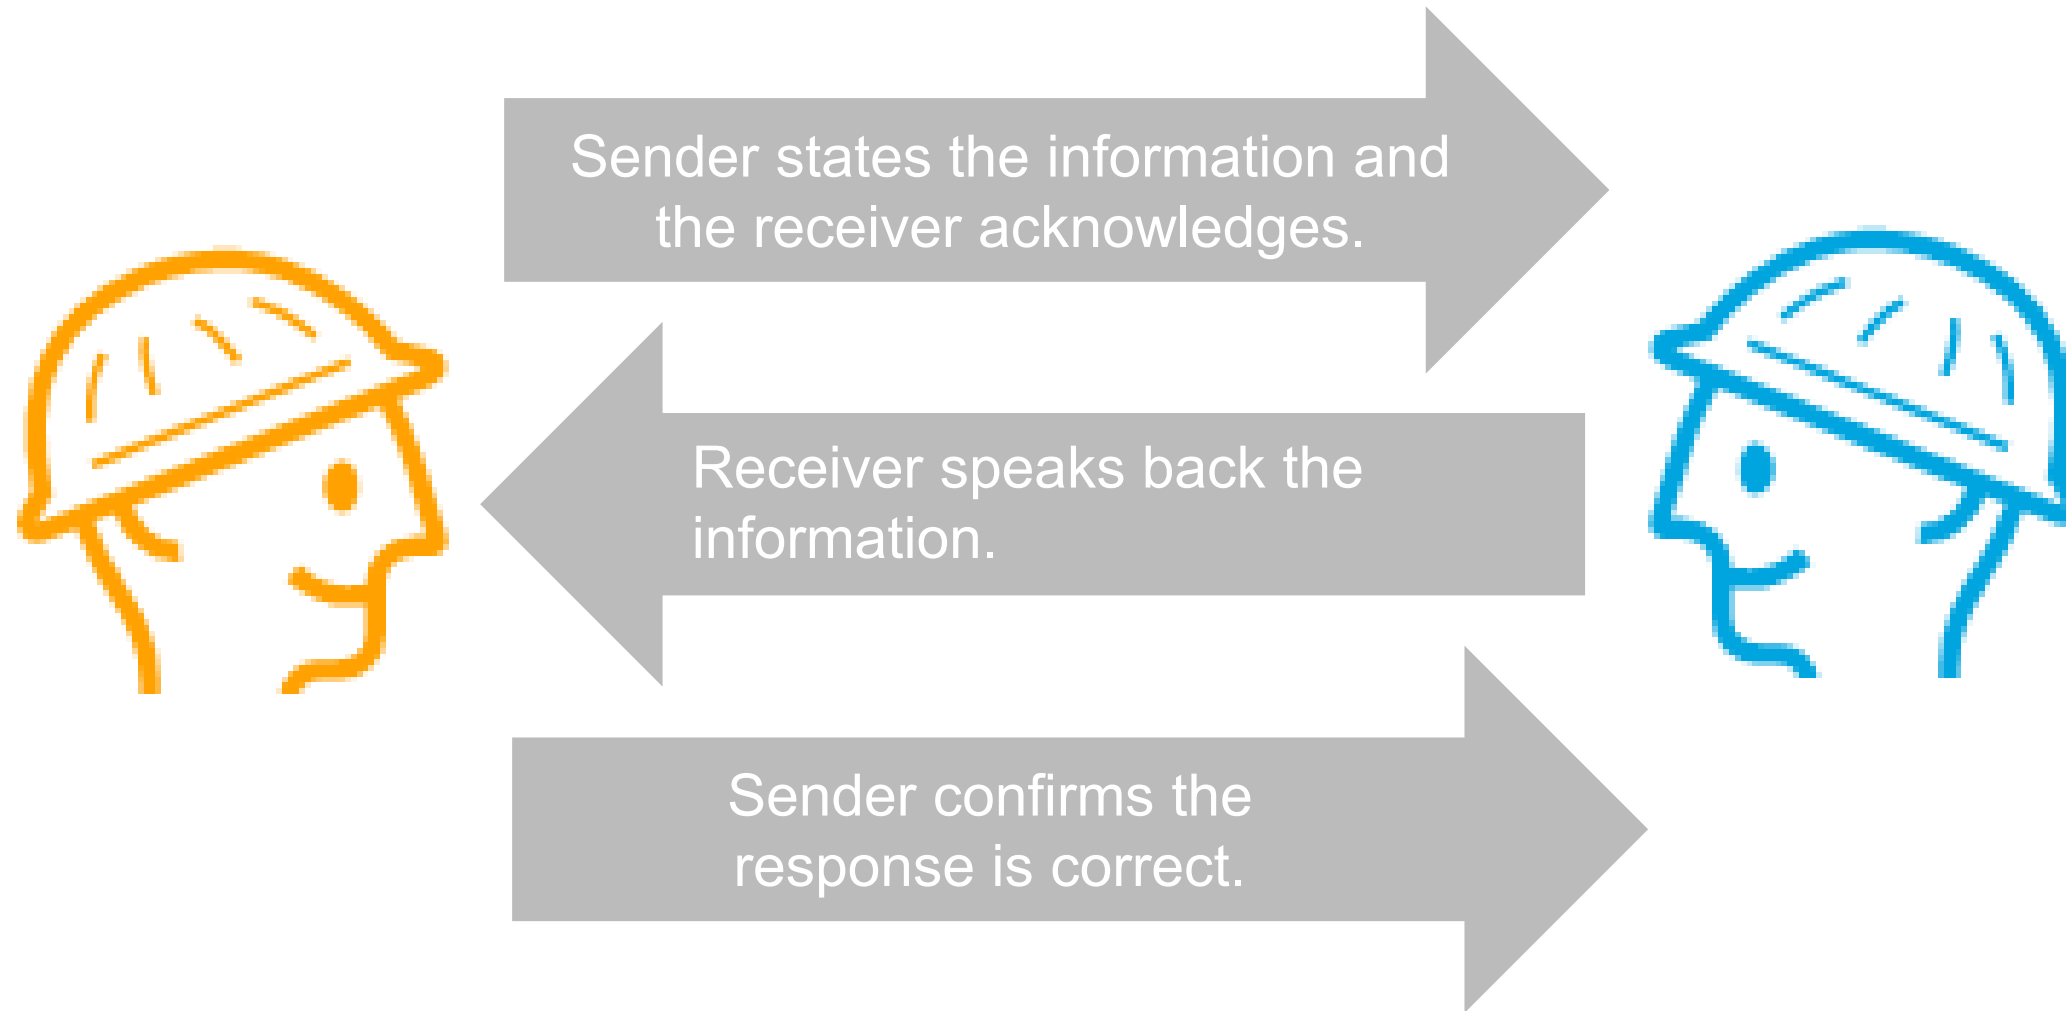 Sender states the information and
the receiver acknowledges.
Receiver speaks back the
information.
Sender confirms the
response is correct.